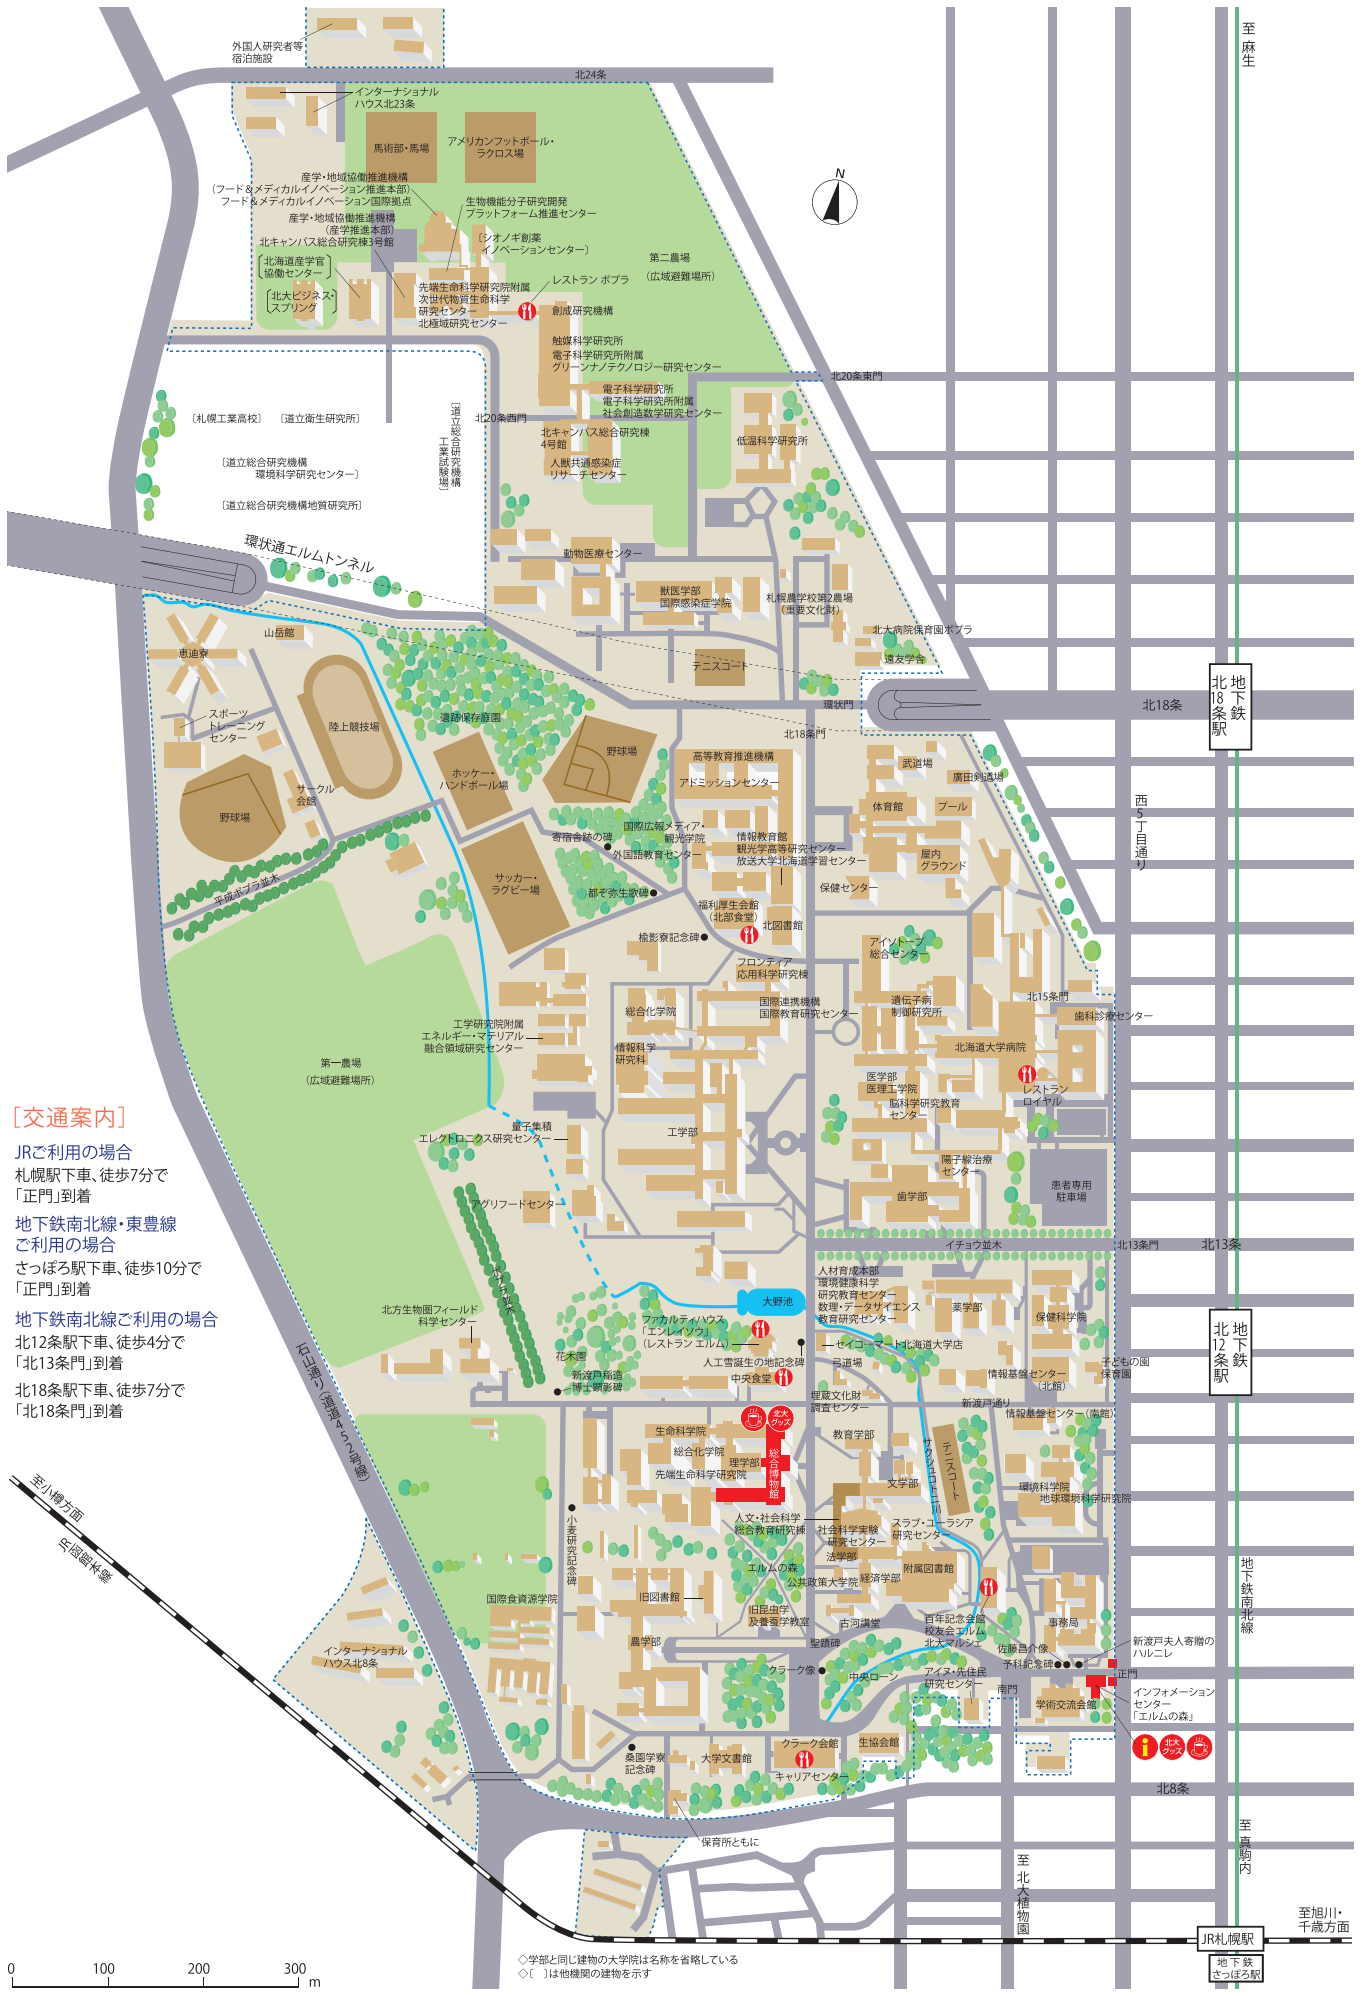 外国人研究者等
宿泊施設
北24条
至 麻生
インターナショナル
ハウス北23条
馬術部・馬場
アメリカンフットボール・
ラクロス場
N
産学・地域協働推進機構
（フード＆メディカルイノベーション推進本部）
フード＆メディカルイノベーション国際拠点
産学・地域協働推進機構
（産学推進本部）
北キャンパス総合研究棟3号館
生物機能分子研究開発
プラットフォーム推進センター
〔シオノギ創薬
イノベーションセンター〕
第二農場
（広域避難場所）
〔北海道産学官
協働センター〕
〔北大ビジネス・
スプリング〕
先端生命科学研究院附属
次世代物質生命科学
研究センター
北極域研究センター
レストラン ポプラ
創成研究機構
触媒科学研究所
電子科学研究所附属
グリーンナノテクノロジー研究センター
北20条東門
電子科学研究所
電子科学研究所附属
社会創造数学研究センター
〔札幌工業高校〕
〔道立衛生研究所〕
〔道立総合研究機構
工業試験場〕
北20条西門
北キャンパス総合研究棟
4号館
人獣共通感染症
リサーチセンター
低温科学研究所
〔道立総合研究機構
環境科学研究センター〕
〔道立総合研究機構地質研究所〕
環状通エルムトンネル
動物医療センター
獣医学部
国際感染症学院
札幌農学校第2農場
（重要文化財）
北大病院保育園ポプラ
遠友学舎
山岳館
恵迪寮
テニスコート
環状門
北18条門
北18条
地下鉄
北18条駅
スポーツ
トレーニング
センター
陸上競技場
遺跡保存庭園
野球場
高等教育推進機構
アドミッションセンター
武道場
廣田剣道場
ホッケー・
ハンドボール場
サークル
会館
野球場
体育館
プール
西5丁目通り
国際広報メディア・
観光学院
寄宿舎跡の碑
外国語教育センター
情報教育館
観光学高等研究センター
放送大学北海道学習センター
屋内
グラウンド
平成ポプラ並木
サッカー・
ラグビー場
都ぞ弥生歌碑
保健センター
福利厚生会館
（北部食堂）
北図書館
楡影寮記念碑
アイソトープ
総合センター
フロンティア
応用科学研究棟
総合化学院
国際連携機構
国際教育研究センター
遺伝子病
制御研究所
北15条門
歯科診療センター
工学研究院附属
エネルギー・マテリアル
融合領域研究センター
情報科学
研究科
北海道大学病院
第一農場
（広域避難場所）
医学部
医理工学院
レストラン
ロイヤル
脳科学研究教育
センター
［交通案内］
JRご利用の場合
札幌駅下車、徒歩7分で
「正門」到着
地下鉄南北線・東豊線
ご利用の場合
さっぽろ駅下車、徒歩10分で
「正門」到着
地下鉄南北線ご利用の場合
北12条駅下車、徒歩4分で
「北13条門」到着
北18条駅下車、徒歩7分で
「北18条門」到着
量子集積
エレクトロニクス研究センター
工学部
陽子線治療
センター
患者専用
駐車場
アグリフードセンター
歯学部
イチョウ並木
北13条門
北13条
ポプラ並木
人材育成本部
環境健康科学
研究教育センター
数理・データサイエンス
教育研究センター
大野池
薬学部
保健科学院
北方生物圏フィールド
科学センター
ファカルティハウス
「エンレイソウ」
（レストラン エルム）
セイコーマート北海道大学店
地下鉄
北12条駅
花木園
人工雪誕生の地記念碑
弓道場
中央食堂
情報基盤センター
（北館）
子どもの園
保育園
新渡戸稲造
博士顕彰碑
埋蔵文化財
調査センター
新渡戸通り
情報基盤センター（南館）
北大
グッズ
石山通り（道道452号線）
生命科学院
総合化学院
理学部
先端生命科学研究院
総合博物館
教育学部
サクシュコトニ川
テニスコート
文学部
環境科学院
地球環境科学研究院
至小樽方面
JR函館本線
小麦研究記念碑
人文・社会科学
総合教育研究棟
社会科学実験
研究センター
スラブ・ユーラシア
研究センター
法学部
エルムの森
公共政策大学院
経済学部
附属図書館
地下鉄南北線
国際食資源学院
旧図書館
旧昆虫学
及養蚕学教室
古河講堂
百年記念会館
校友会エルム
北大マルシェ
事務局
農学部
聖蹟碑
佐藤昌介像
予科記念碑
新渡戸夫人寄贈の
ハルニレ
インターナショナル
ハウス北8条
クラーク像
中央ローン
アイヌ・先住民
研究センター
南門
正門
学術交流会館
インフォメーション
センター
「エルムの森」
北大
グッズ
桑園学寮
記念碑
大学文書館
クラーク会館
生協会館
キャリアセンター
北8条
保育所ともに
至 真駒内
至 北大植物園
至旭川・
千歳方面
JR札幌駅
地下鉄
さっぽろ駅
◇学部と同じ建物の大学院は名称を省略している
◇〔　〕は他機関の建物を示す
0 100 200 300 m